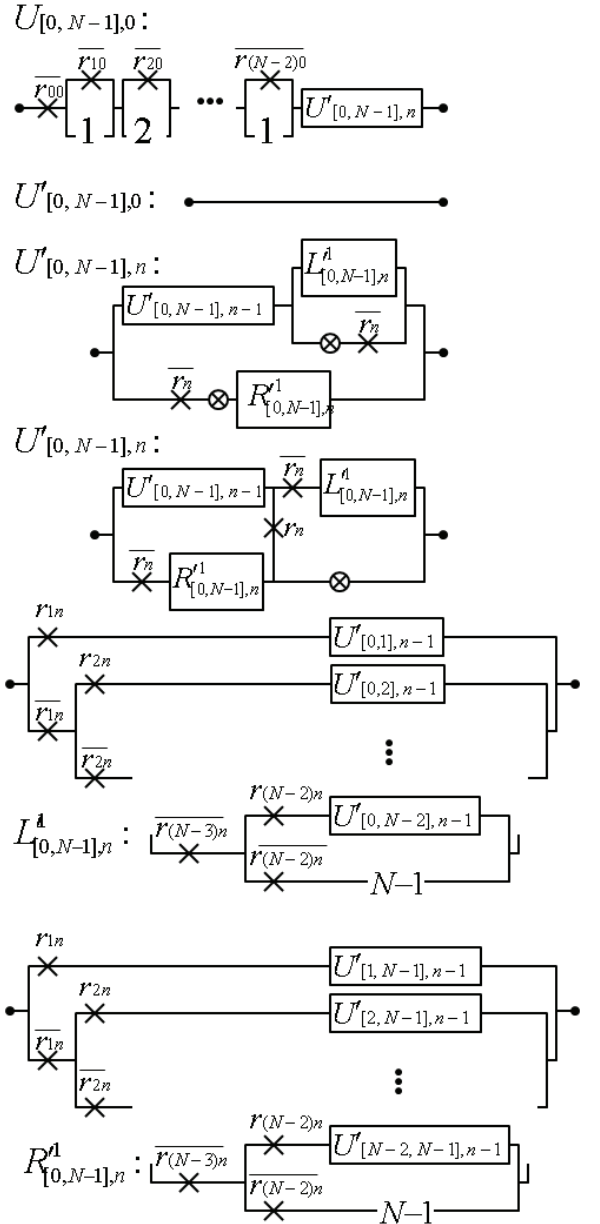 U[0, N−1],0:
r̅00 r̅10 r̅20 r̅(N−2)0
1 2 ••• 1 U′[0, N−1], n
U′[0, N−1],0:
U′[0, N−1], n:
L′1[0,N−1],n
U′[0, N−1], n−1
r̅n
r̅n
R′1[0,N−1],n
U′[0, N−1], n:
U′[0, N−1], n−1 r̅n L′1[0,N−1],n
rn
r̅n R′1[0,N−1],n
r1n
U′[0,1], n−1
r2n
U′[0,2], n−1
r̅1n
r̅2n
r(N−2)n
L′1[0,N−1],n: r̅(N−3)n U′[0, N−2], n−1
r̅(N−2)n
N−1
r1n
U′[1, N−1], n−1
r2n
U′[2, N−1], n−1
r̅1n
r̅2n
r(N−2)n
R′1[0,N−1],n: r̅(N−3)n U′[N−2, N−1], n−1
r̅(N−2)n
N−1